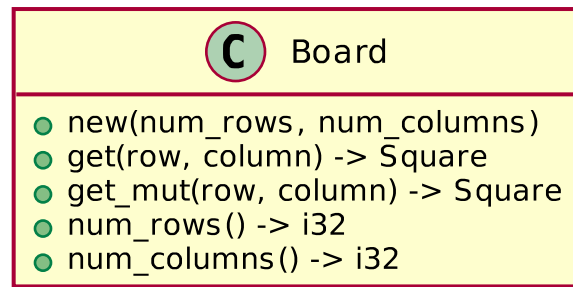 C Board
new(num_rows, num_columns)
get(row, column) -> Square
get_mut(row, column) -> Square
num_rows() -> i32
num_columns() -> i32